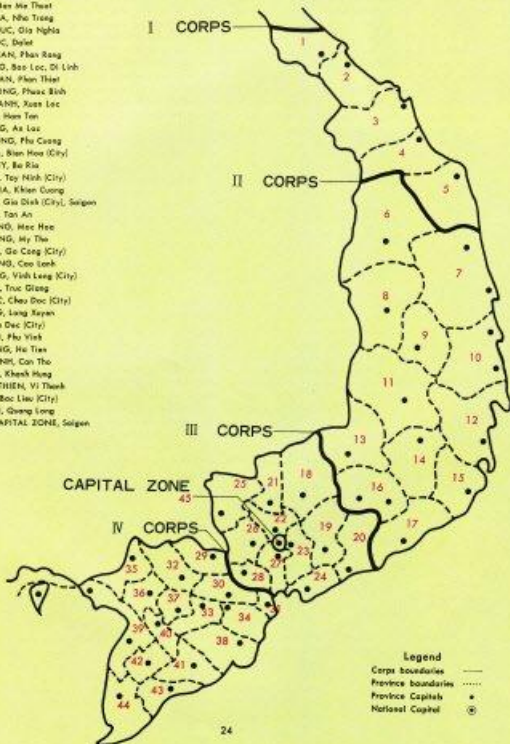 Ban Me Thuot
A, Nha Trang
UC, Gia Nghia
C, Dalat
AN, Phan Rang
G, Bao Loc, Di Linh
AN, Phan Thiet
NG, Phuoc Binh
ANH, Xuan Loc
Ham Tan
G, An Loc
NG, Phu Cuong
, Bien Hoa (City)
Y, Ba Ria
, Tay Ninh (City)
IA, Khien Cuong
Gia Dinh (City), Saigon
Tan An
NG, Moc Hoa
NG, My Tho
, Go Cong (City)
NG, Cao Lanh
G, Vinh Long (City)
, Truc Giang
C, Chau Doc (City)
G, Long Xuyen
Dec (City)
, Phu Vinh
NG, Ha Tien
NH, Can Tho
, Khanh Hung
THIEN, Vi Thanh
Bac Lieu (City)
, Quang Long
APITAL ZONE, Saigon
I CORPS
1
2
3
4
5
II CORPS
6
7
8
9
10
11
12
13
14
15
16
17
III CORPS
18
21
25
CAPITAL ZONE
45
22
19
20
26
23
27
24
28
IV CORPS
29
35
32
30
36
37
33
34
31
39
40
38
42
41
43
44
Legend
Corps boundaries
Province boundaries
Province Capitals
National Capital
24